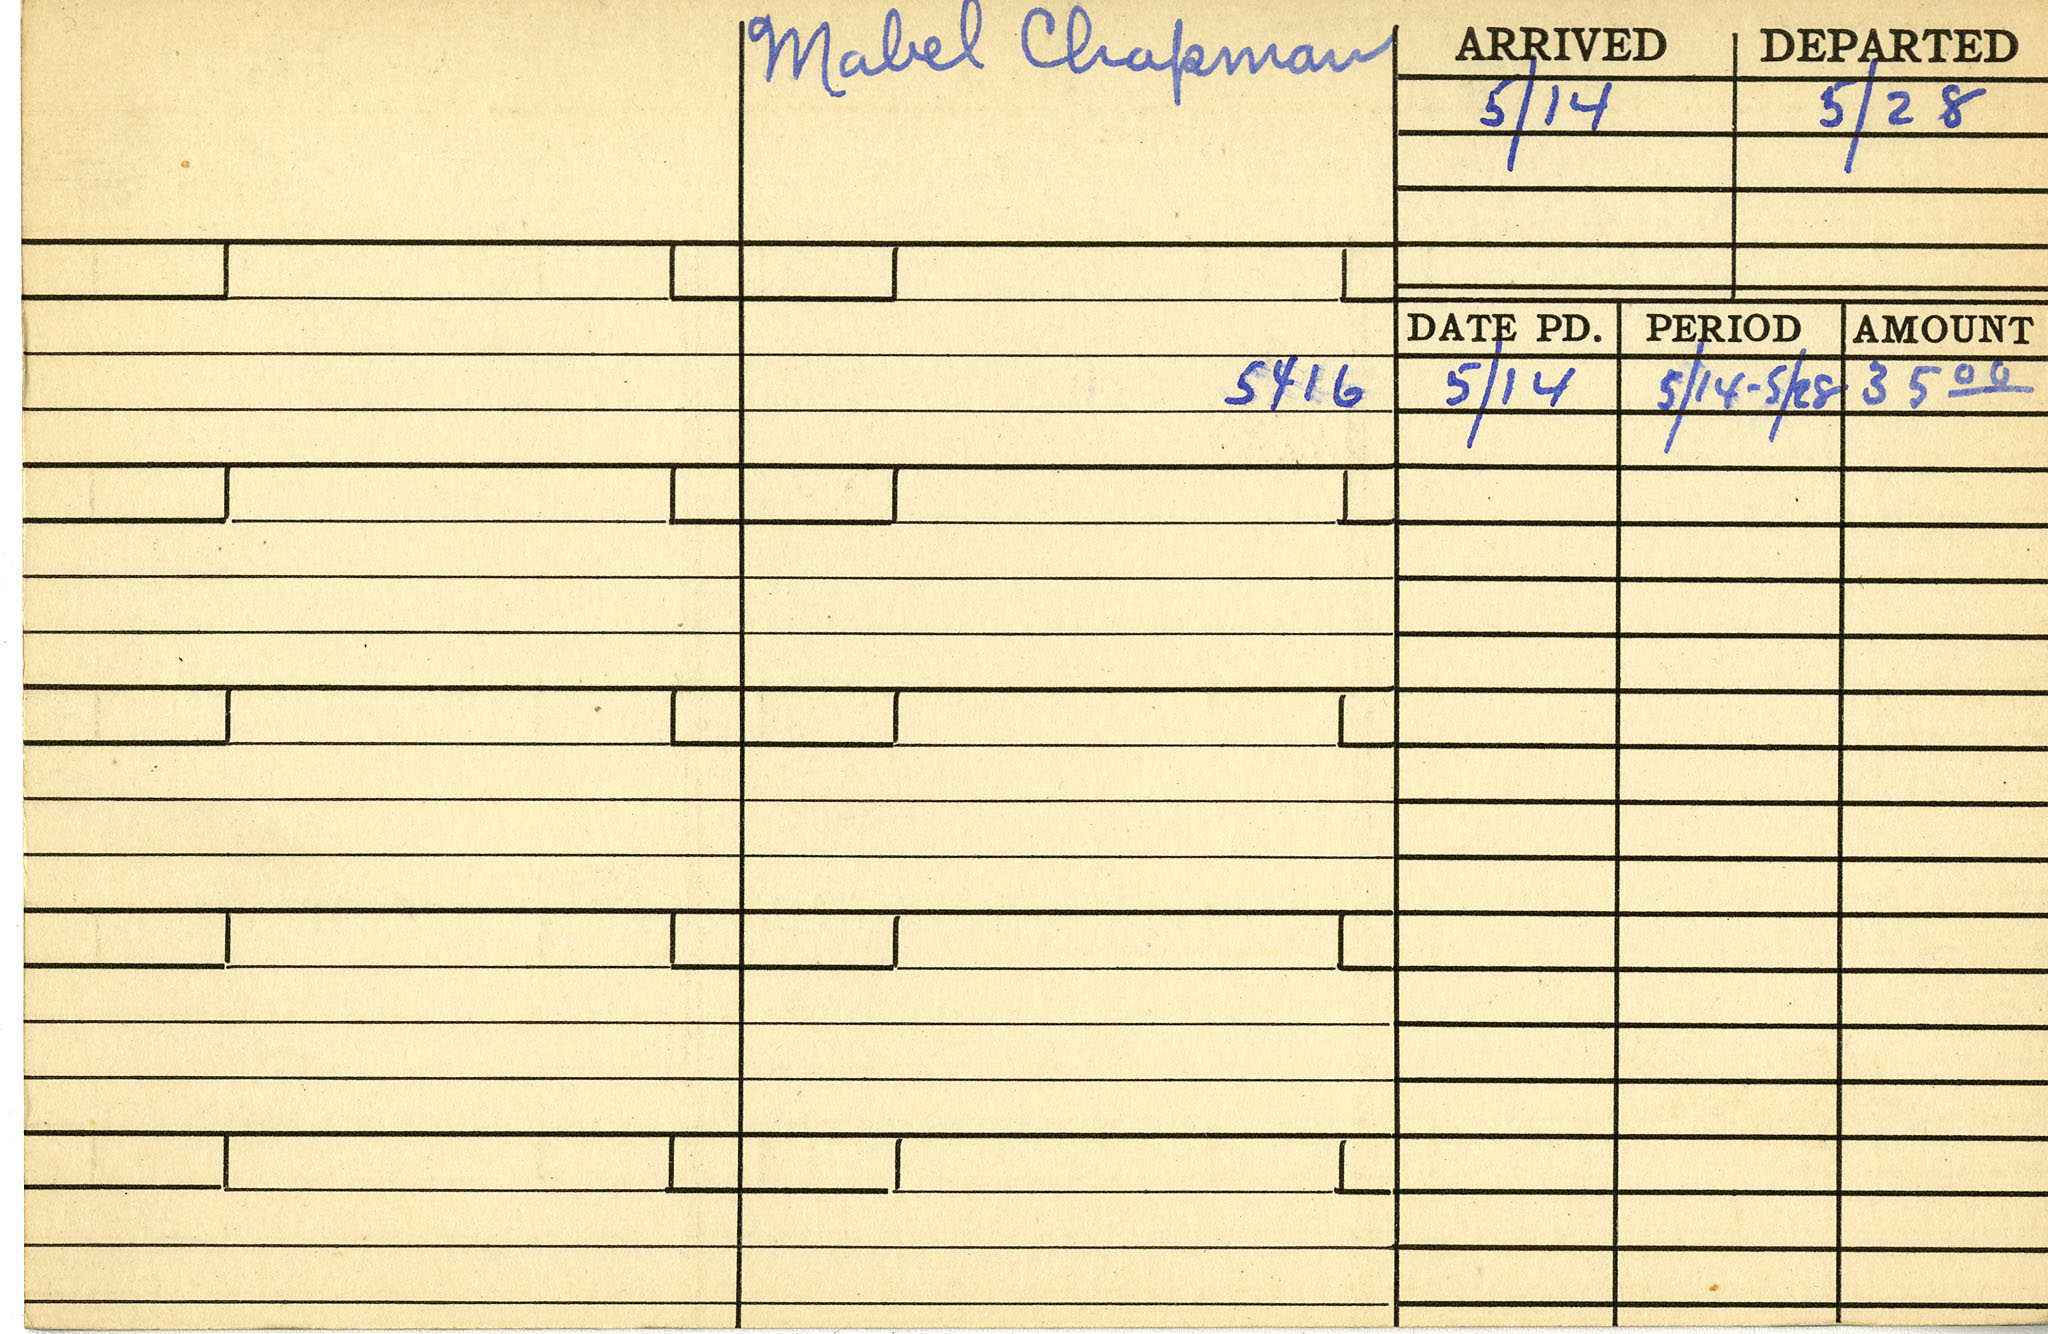 Mabel Chapman
ARRIVED DEPARTED
5/14 5/28
DATE PD. PERIOD AMOUNT
5416 5/14 5/14-5/28 35 00